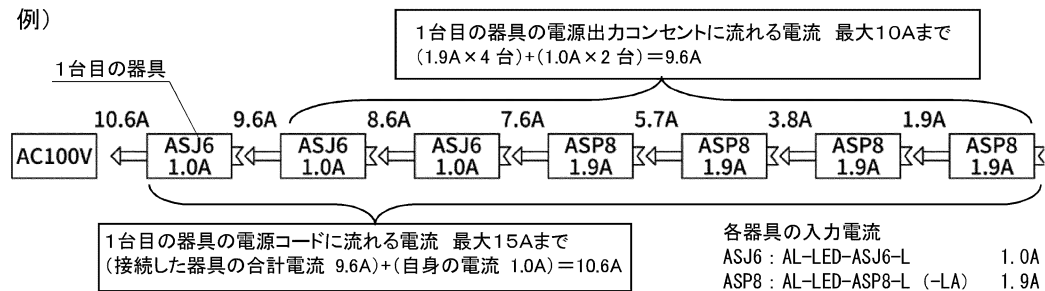 例）
1台目の器具の電源出力コンセントに流れる電流 最大10Aまで
(1.9A×4 台)+(1.0A×2 台)＝9.6A
1台目の器具
10.6A 9.6A 8.6A 7.6A 5.7A 3.8A 1.9A
AC100V ASJ6 ASJ6 ASJ6 ASP8 ASP8 ASP8 ASP8
1.0A 1.0A 1.0A 1.9A 1.9A 1.9A 1.9A
1台目の器具の電源コードに流れる電流 最大15Aまで
(接続した器具の合計電流 9.6A)+(自身の電流 1.0A)＝10.6A
各器具の入力電流
ASJ6：AL-LED-ASJ6-L 1.0A
ASP8：AL-LED-ASP8-L (-LA) 1.9A